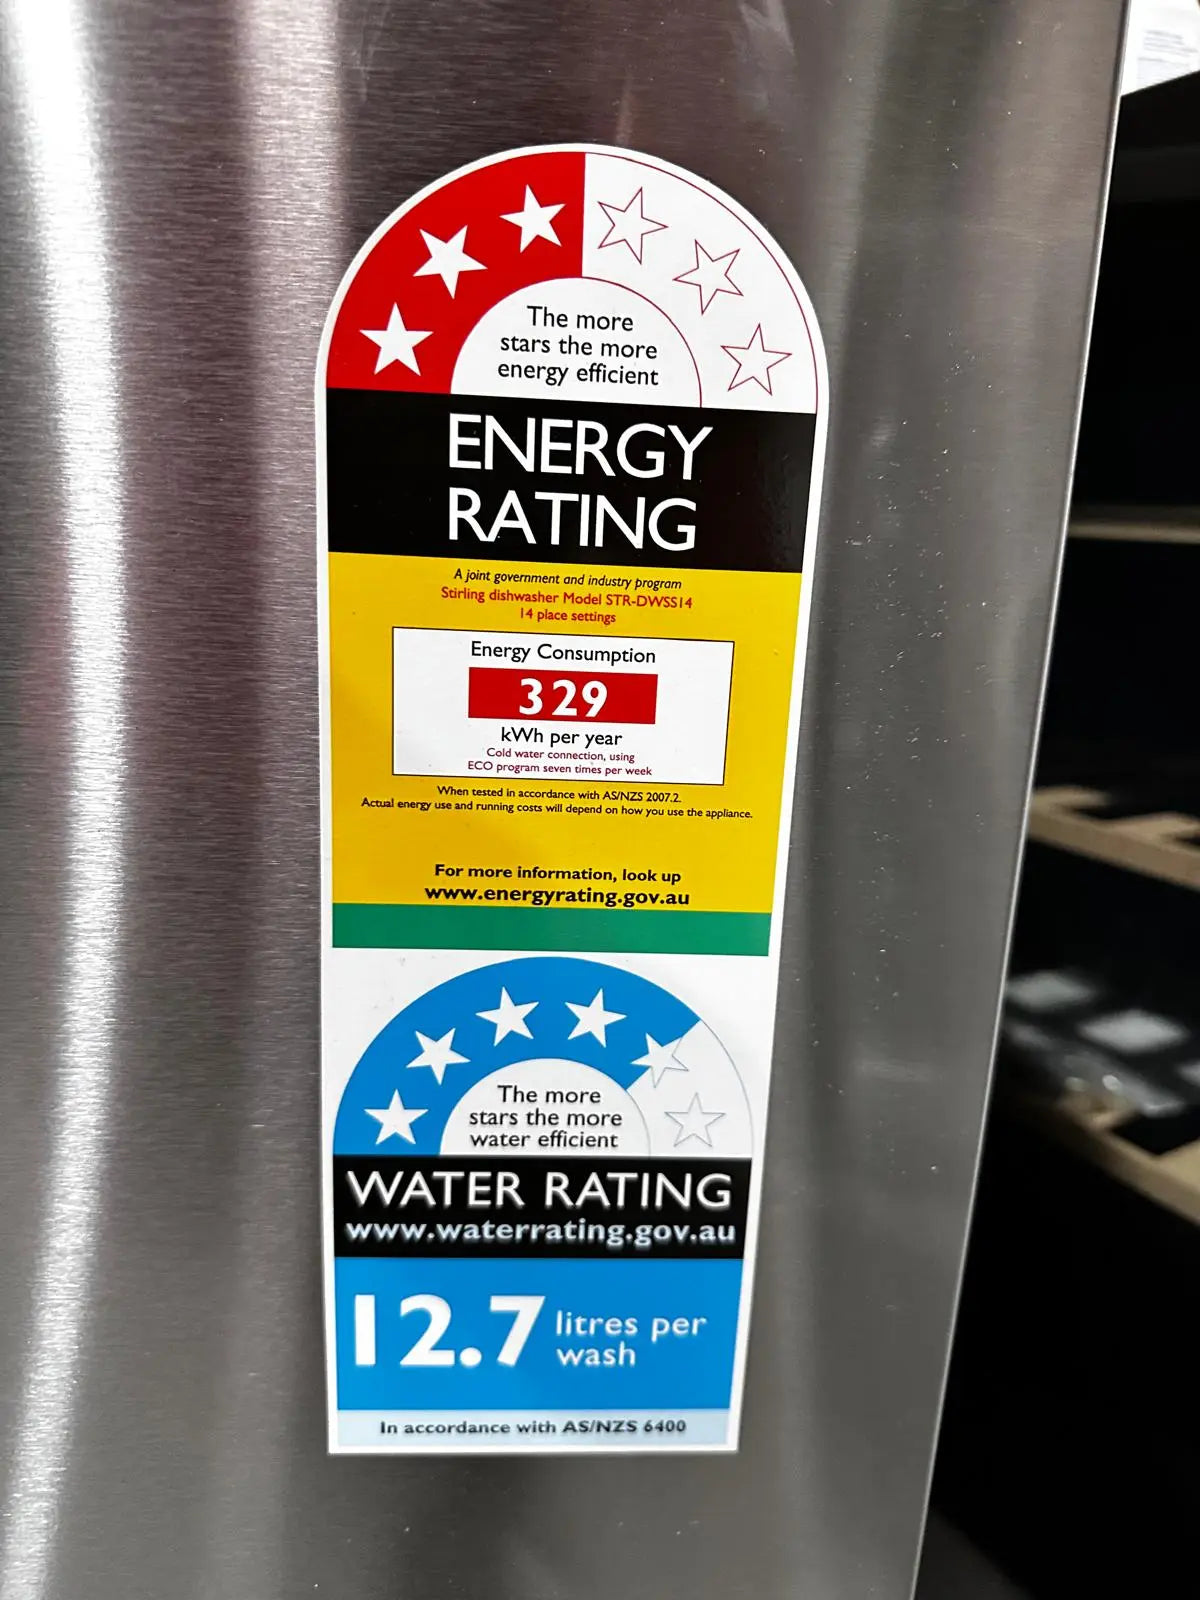 The more
stars the more
energy efficient
ENERGY
RATING
A joint government and industry program
Stirling dishwasher Model STR-DWSS14
14 place settings
Energy Consumption
329
kWh per year
Cold water connection, using
ECO program seven times per week
When tested in accordance with AS/NZS 2007.2.
Actual energy use and running costs will depend on how you use the appliance.
For more information, look up
www.energyrating.gov.au
The more
stars the more
water efficient
WATER RATING
www.waterrating.gov.au
12.7 litres per
wash
In accordance with AS/NZS 6400